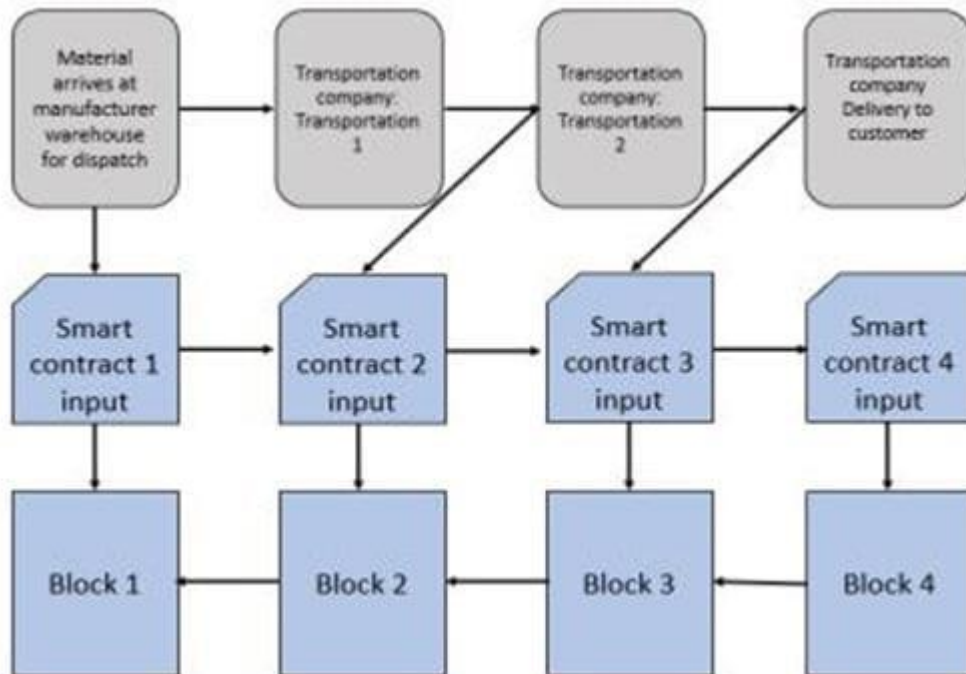 Material
arrives at
manufacturer
warehouse
for dispatch
Transportation
company:
Transportation
1
Transportation
company:
Transportation
2
Transportation
company
Delivery to
customer
Smart
contract 1
input
Smart
contract 2
input
Smart
contract 3
input
Smart
contract 4
input
Block 1
Block 2
Block 3
Block 4